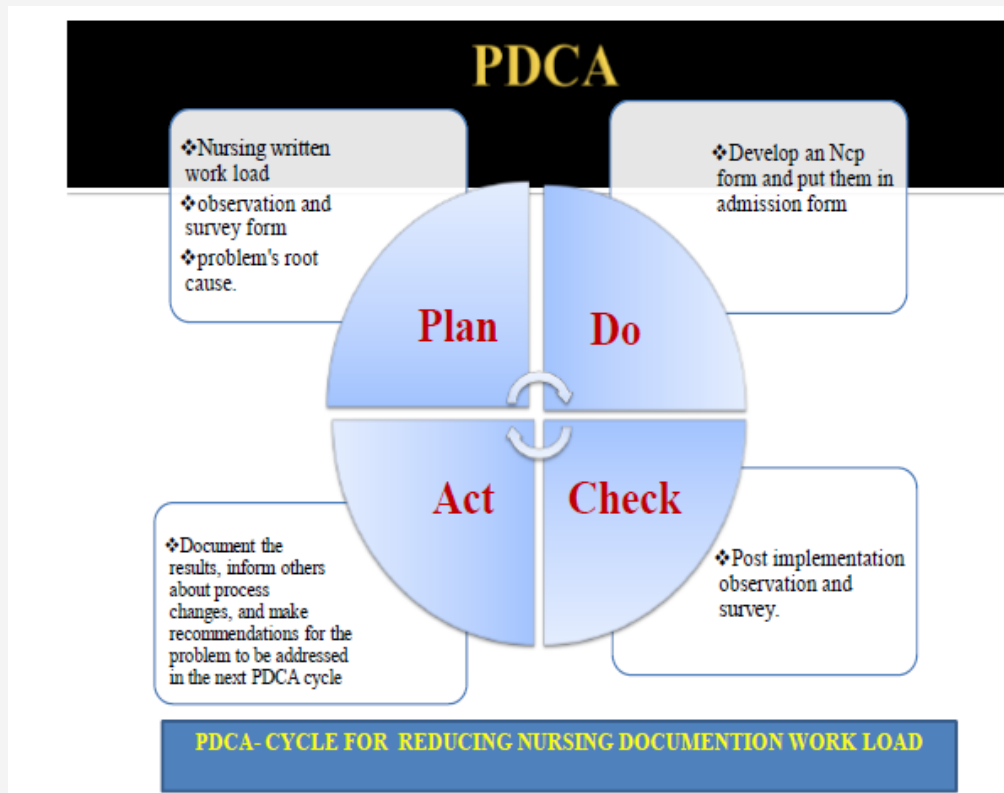 PDCA
❖Nursing written
work load
❖observation and
survey form
❖problem's root
cause.
❖Develop an Ncp
form and put them in
admission form
Plan
Do
Act
Check
❖Document the
results, inform others
about process
changes, and make
recommendations for the
problem to be addressed
in the next PDCA cycle
❖Post implementation
observation and
survey.
PDCA- CYCLE FOR REDUCING NURSING DOCUMENTION WORK LOAD